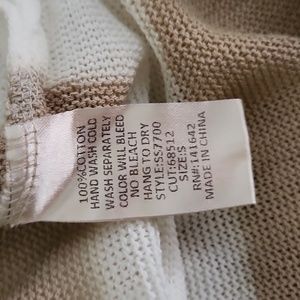 100%COTTON
HAND WASH COLD
WASH SEPARATELY
COLOR WILL BLEED
NO BLEACH
HANG TO DRY
STYLE:SS7700
CUT:68512
SIZE:S
RN#:141642
MADE IN CHINA